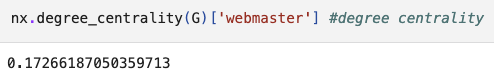 nx.degree_centrality(G)['webmaster'] #degree centrality
0.17266187050359713